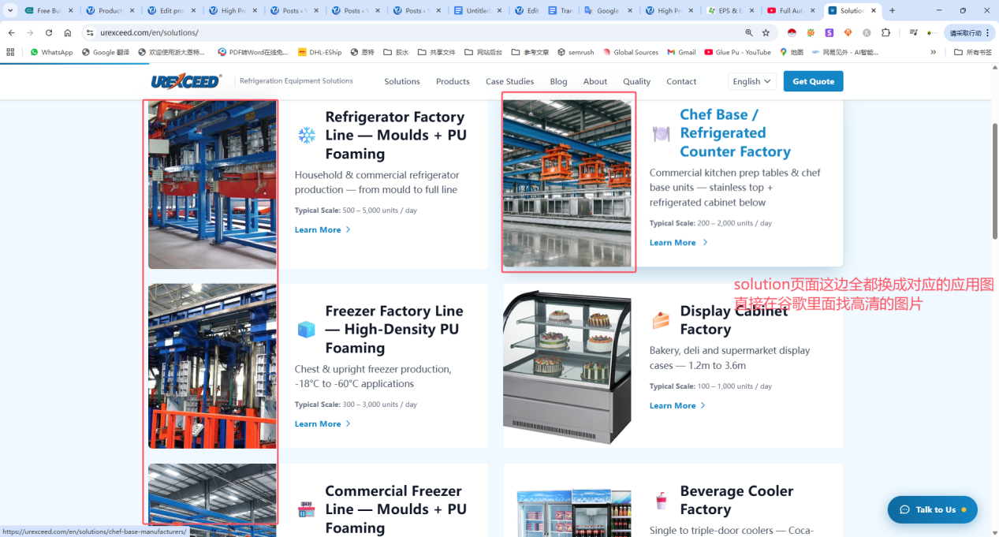 Free Bul
Product
Edit pro
High Pr
Posts ‹ V
Posts ‹ V
Posts ‹ V
Untitled
Edit
Tran
Google
High Pr
EPS & E
Full Aut
Solution
urexceed.com/en/solutions/
请采取行动
WhatsApp
Google 翻译
欢迎使用浙大恩特...
PDF转Word在线免...
DHL-EShip
恩特
胶水
共享文件
网站后台
参考文章
semrush
Global Sources
Gmail
Glue Pu - YouTube
地图
网易见外 - AI智能...
所有书签
UREXCEED
Refrigeration Equipment Solutions
Solutions
Products
Case Studies
Blog
About
Quality
Contact
English
Get Quote
Refrigerator Factory
Line — Moulds + PU
Foaming
Household & commercial refrigerator
production — from mould to full line
Typical Scale: 500 – 5,000 units / day
Learn More
Chef Base /
Refrigerated
Counter Factory
Commercial kitchen prep tables & chef
base units — stainless top +
refrigerated cabinet below
Typical Scale: 200 – 2,000 units / day
Learn More
solution页面这边全都换成对应的应用图
直接在谷歌里面找高清的图片
Freezer Factory Line
— High-Density PU
Foaming
Chest & upright freezer production,
-18°C to -60°C applications
Typical Scale: 300 – 3,000 units / day
Learn More
Display Cabinet
Factory
Bakery, deli and supermarket display
cases — 1.2m to 3.6m
Typical Scale: 100 – 1,000 units / day
Learn More
Commercial Freezer
Line — Moulds + PU
Foaming
Beverage Cooler
Factory
Single to triple-door coolers — Coca-
Talk to Us
https://urexceed.com/en/solutions/chef-base-manufacturers/